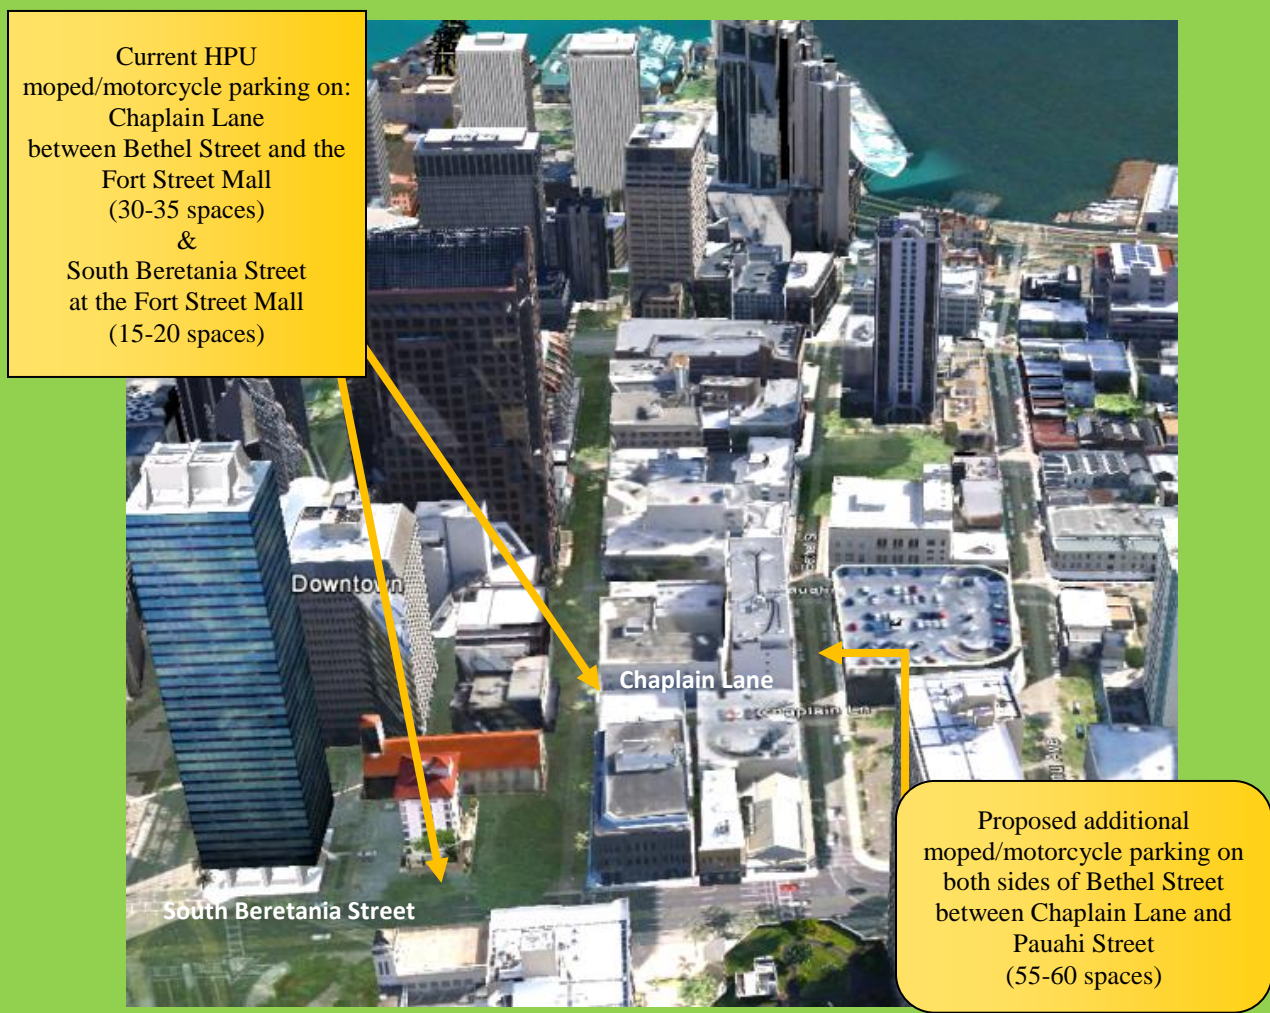 Current HPU
moped/motorcycle parking on:
Chaplain Lane
between Bethel Street and the
Fort Street Mall
(30-35 spaces)
&
South Beretania Street
at the Fort Street Mall
(15-20 spaces)
Downtown
Chaplain Lane
Chaplain Ln
South Beretania Street
Proposed additional
moped/motorcycle parking on
both sides of Bethel Street
between Chaplain Lane and
Pauahi Street
(55-60 spaces)